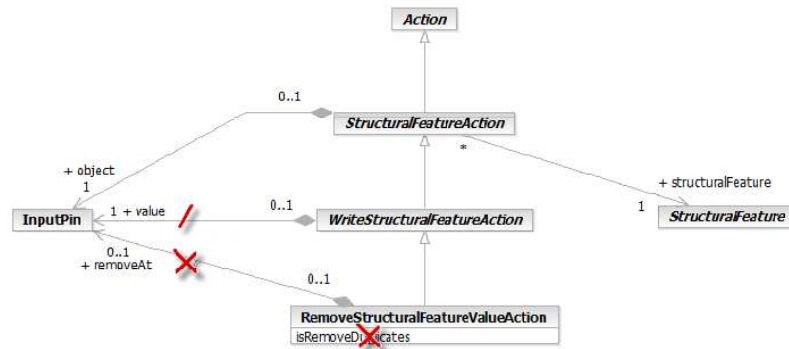 Action
0..1
StructuralFeatureAction
*
+ object
1
+ structuralFeature
1
StructuralFeature
InputPin
1 + value
0..1
WriteStructuralFeatureAction
0..1
+ removeAt
0..1
RemoveStructuralFeatureValueAction
isRemoveDuplicates